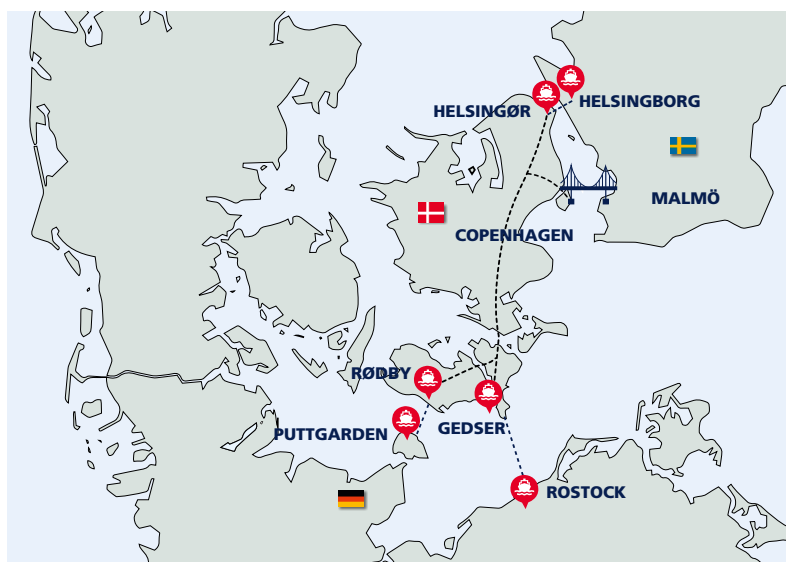 HELSINGBORG
HELSINGØR
MALMÖ
COPENHAGEN
RØDBY
GEDSER
PUTTGARDEN
ROSTOCK